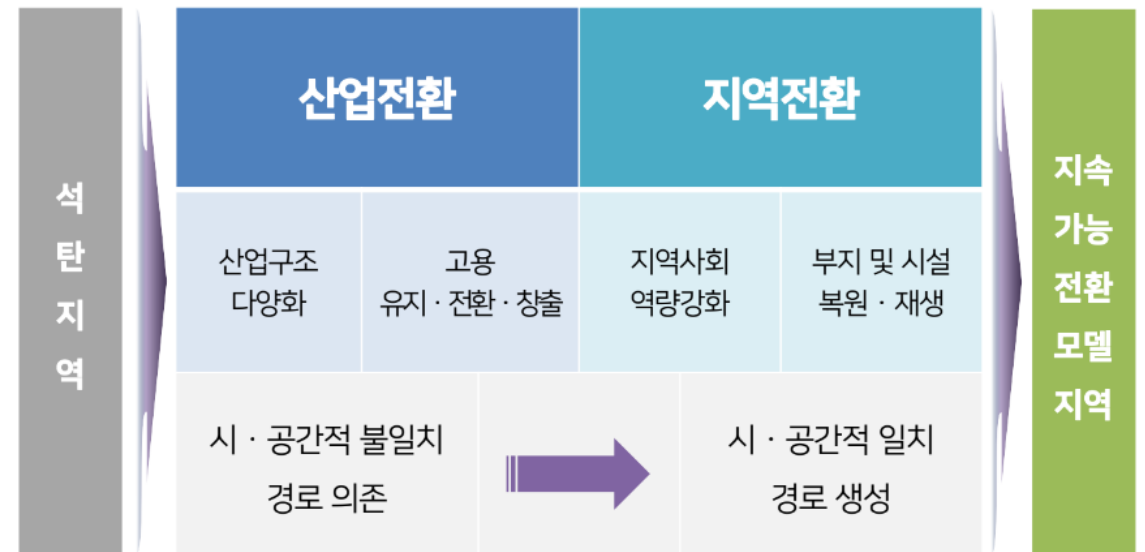 석
탄
지
역
산업전환
지역전환
산업구조
다양화
고용
유지 · 전환 · 창출
지역사회
역량강화
부지 및 시설
복원 · 재생
시 · 공간적 불일치
경로 의존
시 · 공간적 일치
경로 생성
지속
가능
전환
모델
지역